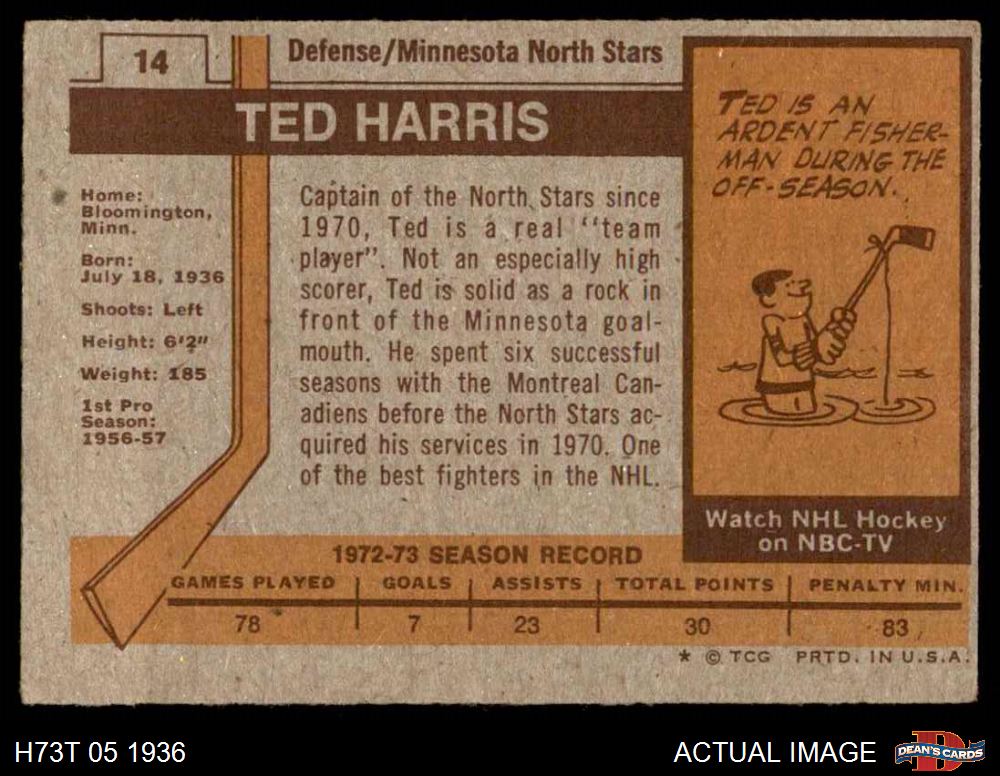 14
Defense/Minnesota North Stars
TED HARRIS
Home:
Bloomington,
Minn.
Born:
July 18, 1936
Shoots: Left
Height: 6'2"
Weight: 185
1st Pro
Season:
1956-57
Captain of the North Stars since
1970, Ted is a real "team
player". Not an especially high
scorer, Ted is solid as a rock in
front of the Minnesota goal-
mouth. He spent six successful
seasons with the Montreal Can-
adiens before the North Stars ac-
quired his services in 1970. One
of the best fighters in the NHL.
TED IS AN
ARDENT FISHER-
MAN DURING THE
OFF-SEASON.
Watch NHL Hockey
on NBC-TV
1972-73 SEASON RECORD
GAMES PLAYED GOALS ASSISTS TOTAL POINTS PENALTY MIN.
78 7 23 30 83
* © TCG PRTD. IN U.S.A.
H73T 05 1936 ACTUAL IMAGE D DEAN'S CARDS